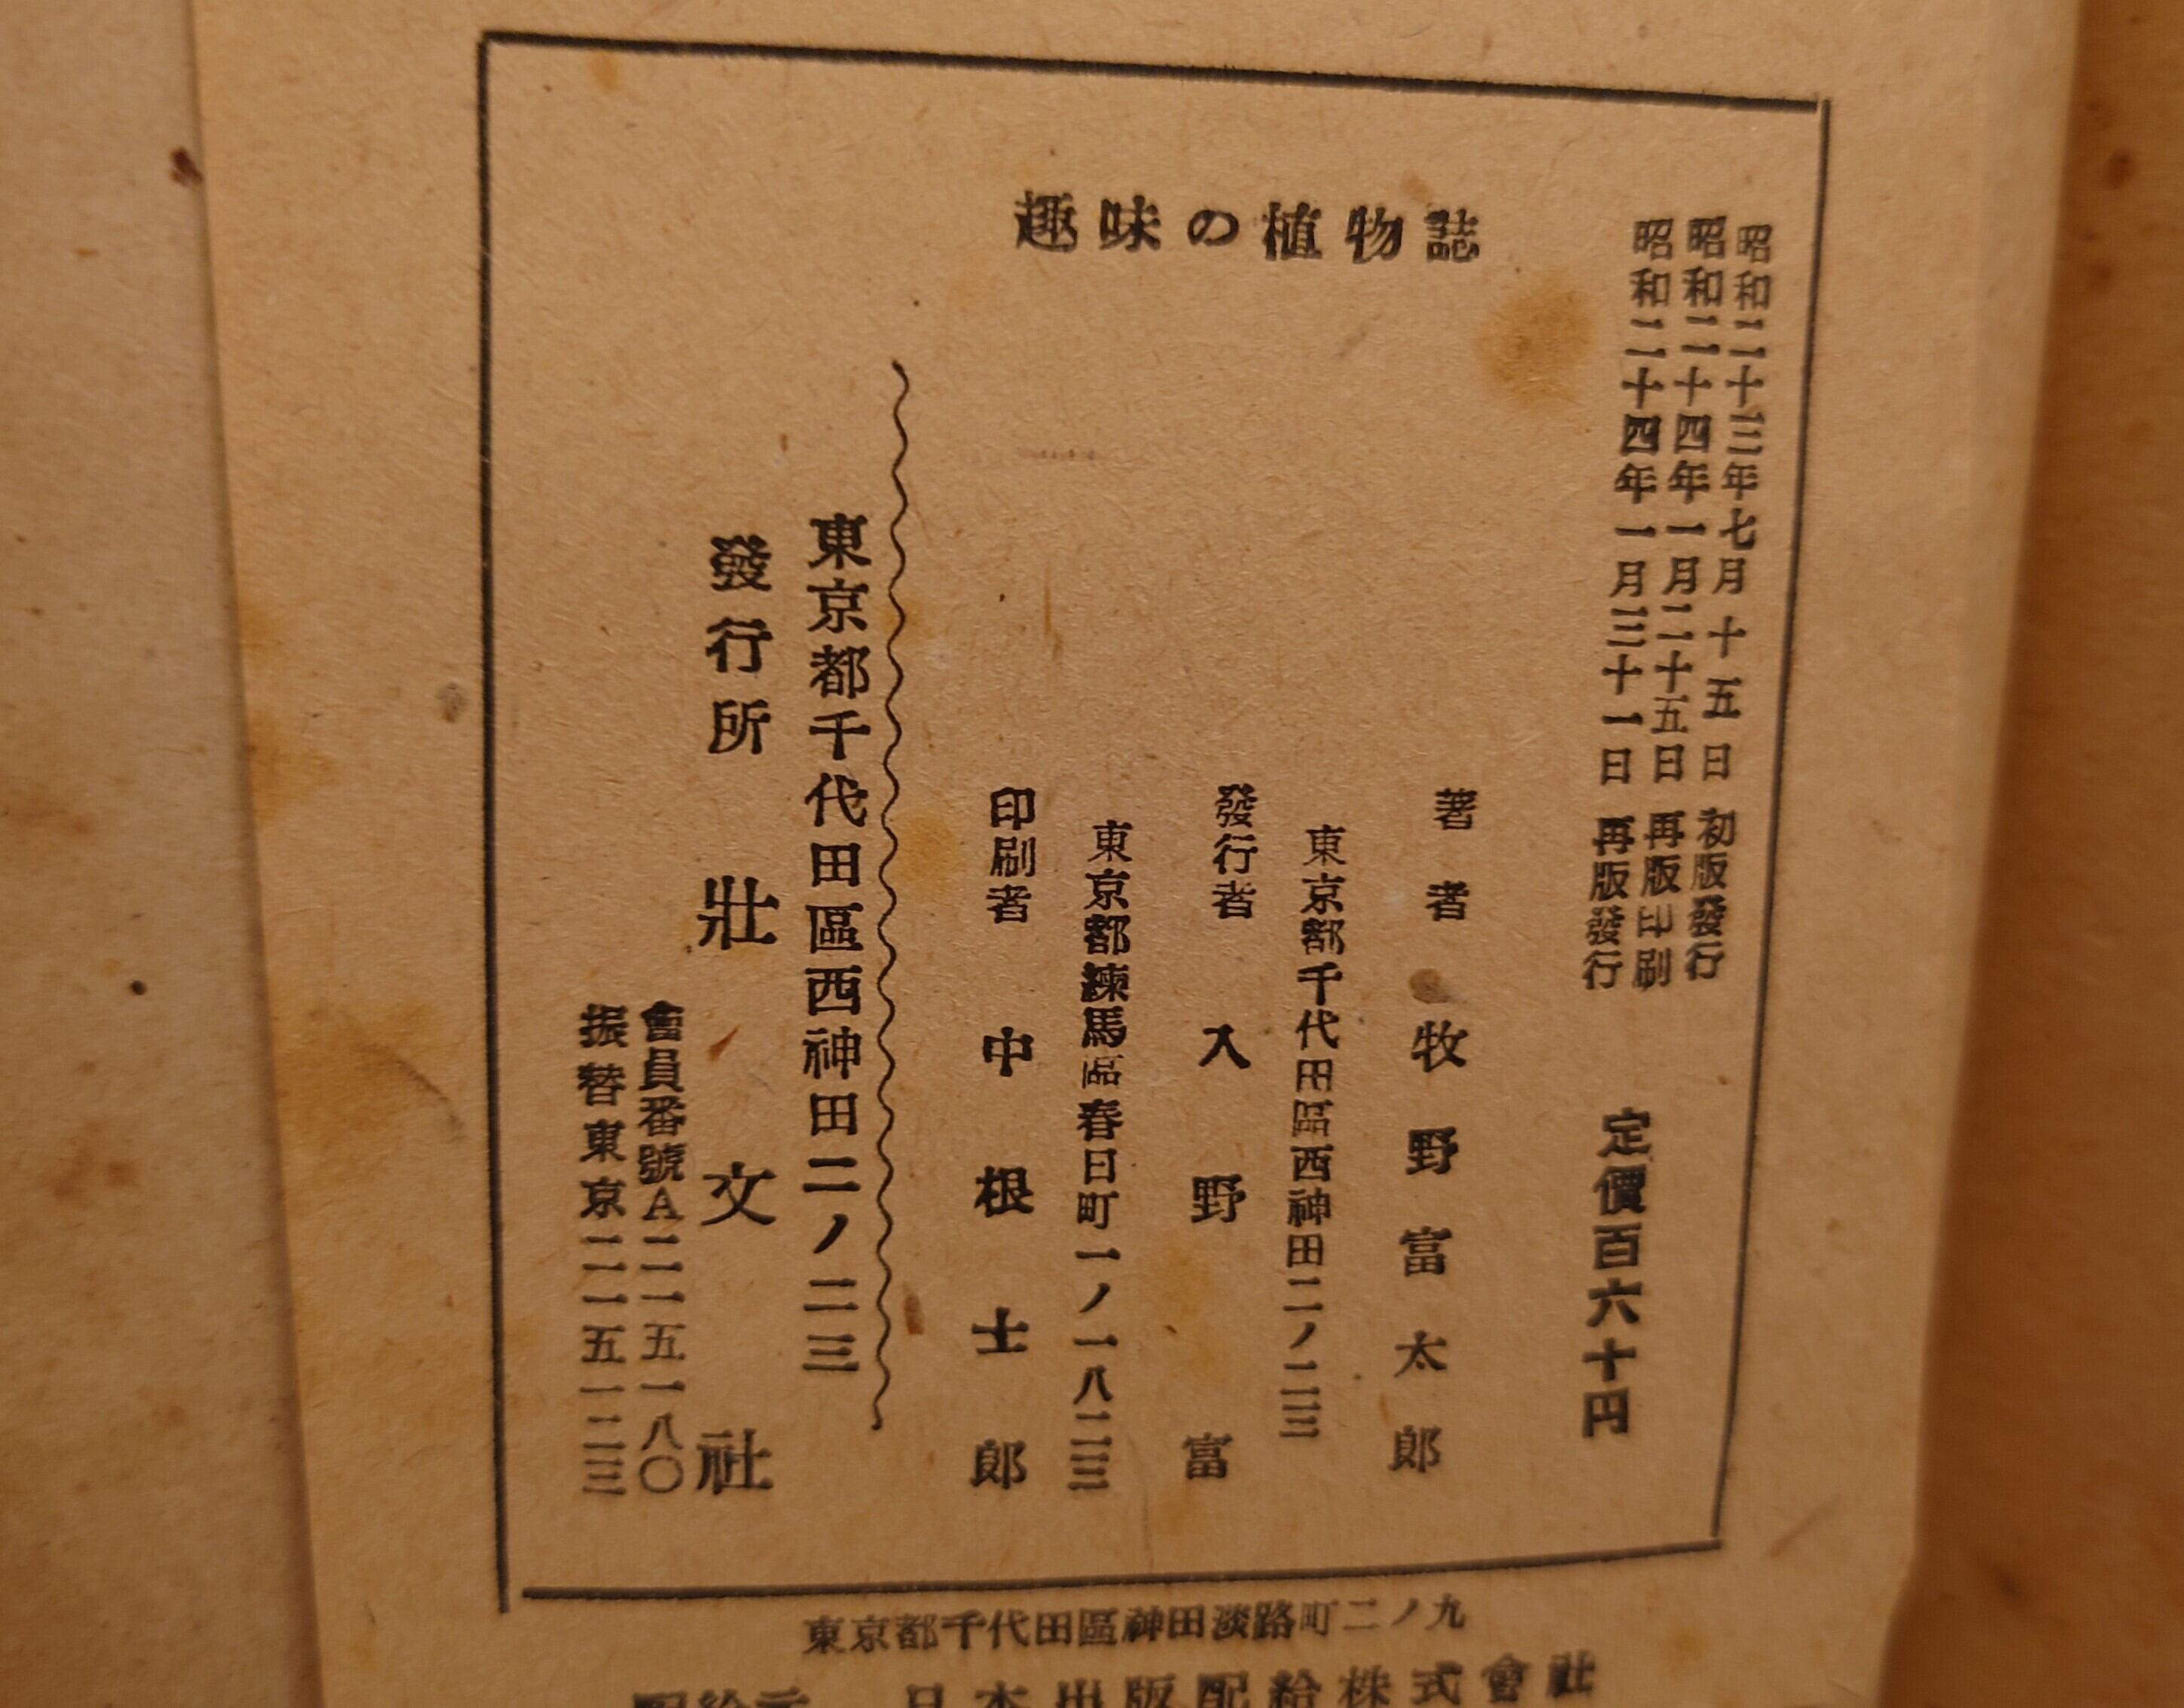 趣味の植物誌
昭和二十三年七月十五日 初版發行
昭和二十四年一月二十五日 再版印刷
昭和二十四年一月三十一日 再版發行
定價百六十円
著者 牧野富太郎
東京都千代田區西神田二ノ二三
發行者 入野富
東京都練馬區春日町一ノ一八二三
印刷者 中根士郎
東京都千代田區西神田二ノ二三
發行所 壯文社
會員番號A二一五一八〇
振替東京二一五一二三
東京都千代田區神田淡路町二ノ九
配給元 日本出版配給株式會社